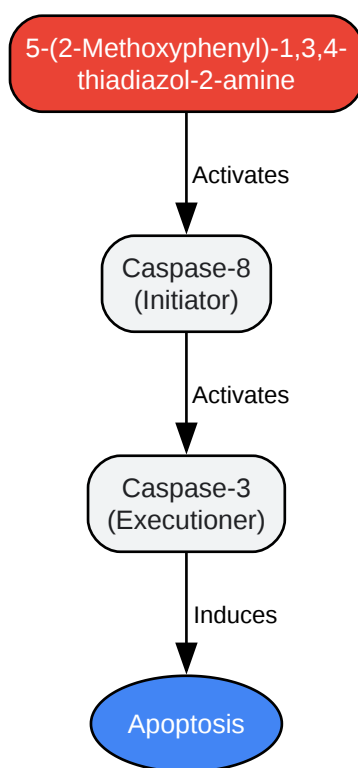 5-(2-Methoxyphenyl)-1,3,4-
thiadiazol-2-amine
Activates
Caspase-8
(Initiator)
Activates
Caspase-3
(Executioner)
Induces
Apoptosis